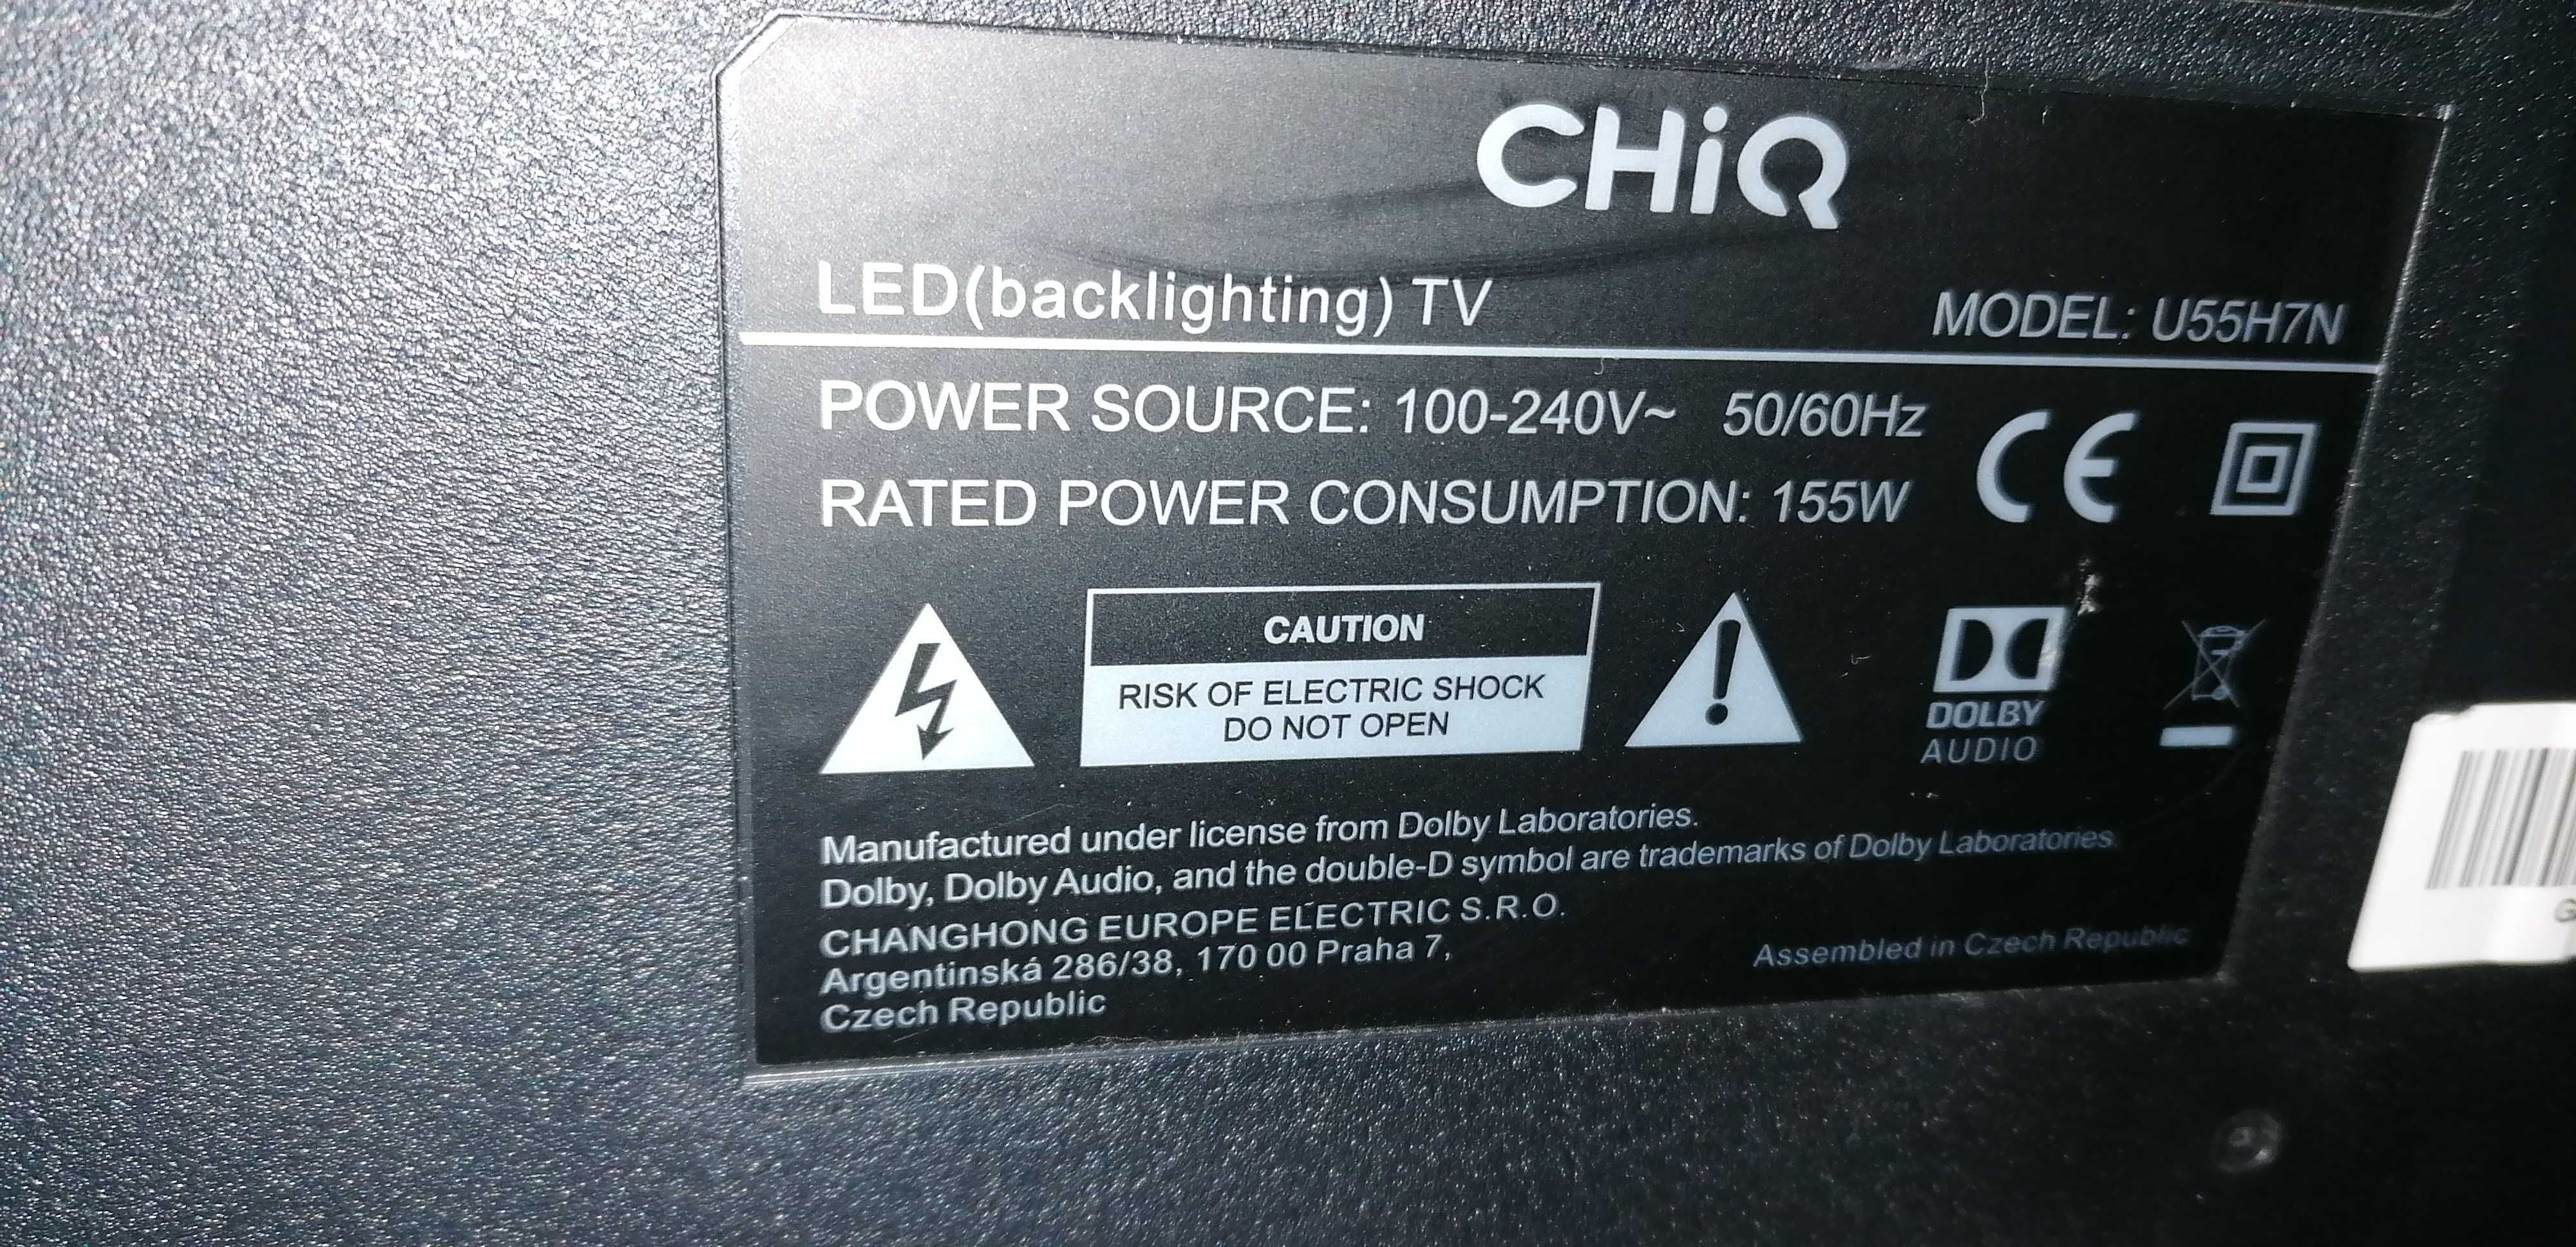 CHiQ
LED(backlighting) TV
MODEL: U55H7N
POWER SOURCE: 100-240V~ 50/60Hz
RATED POWER CONSUMPTION: 155W
CE
CAUTION
RISK OF ELECTRIC SHOCK
DO NOT OPEN
DOLBY
AUDIO
Manufactured under license from Dolby Laboratories.
Dolby, Dolby Audio, and the double-D symbol are trademarks of Dolby Laboratories.
CHANGHONG EUROPE ELECTRIC S.R.O.
Argentinská 286/38, 170 00 Praha 7,
Czech Republic
Assembled in Czech Republic